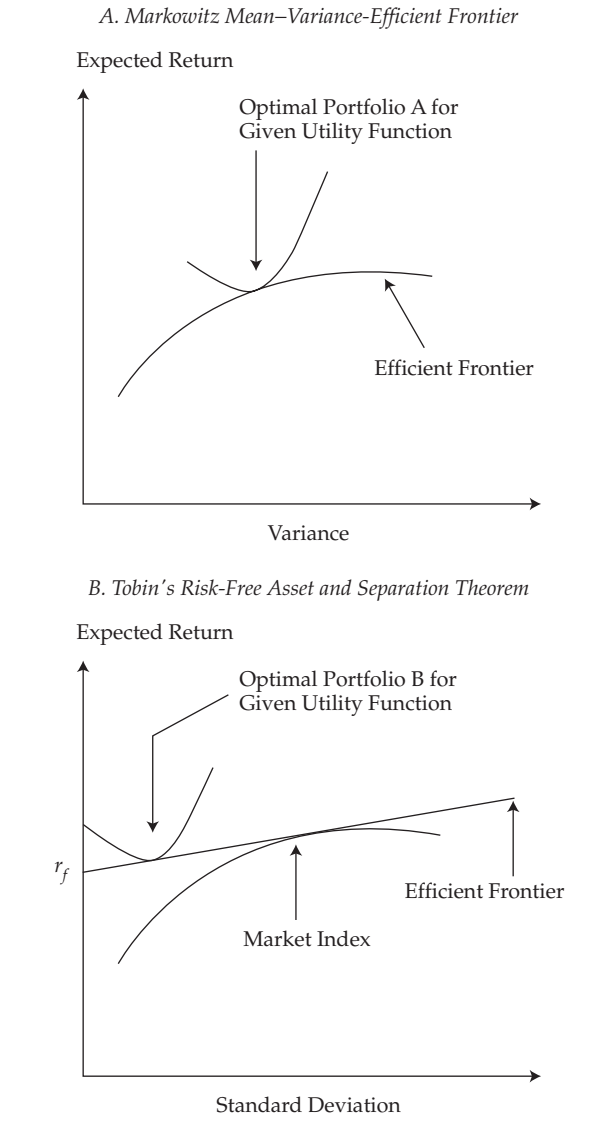 A. Markowitz Mean–Variance-Efficient Frontier
Expected Return
Optimal Portfolio A for
Given Utility Function
Efficient Frontier
Variance
B. Tobin's Risk-Free Asset and Separation Theorem
Expected Return
Optimal Portfolio B for
Given Utility Function
r_f
Efficient Frontier
Market Index
Standard Deviation